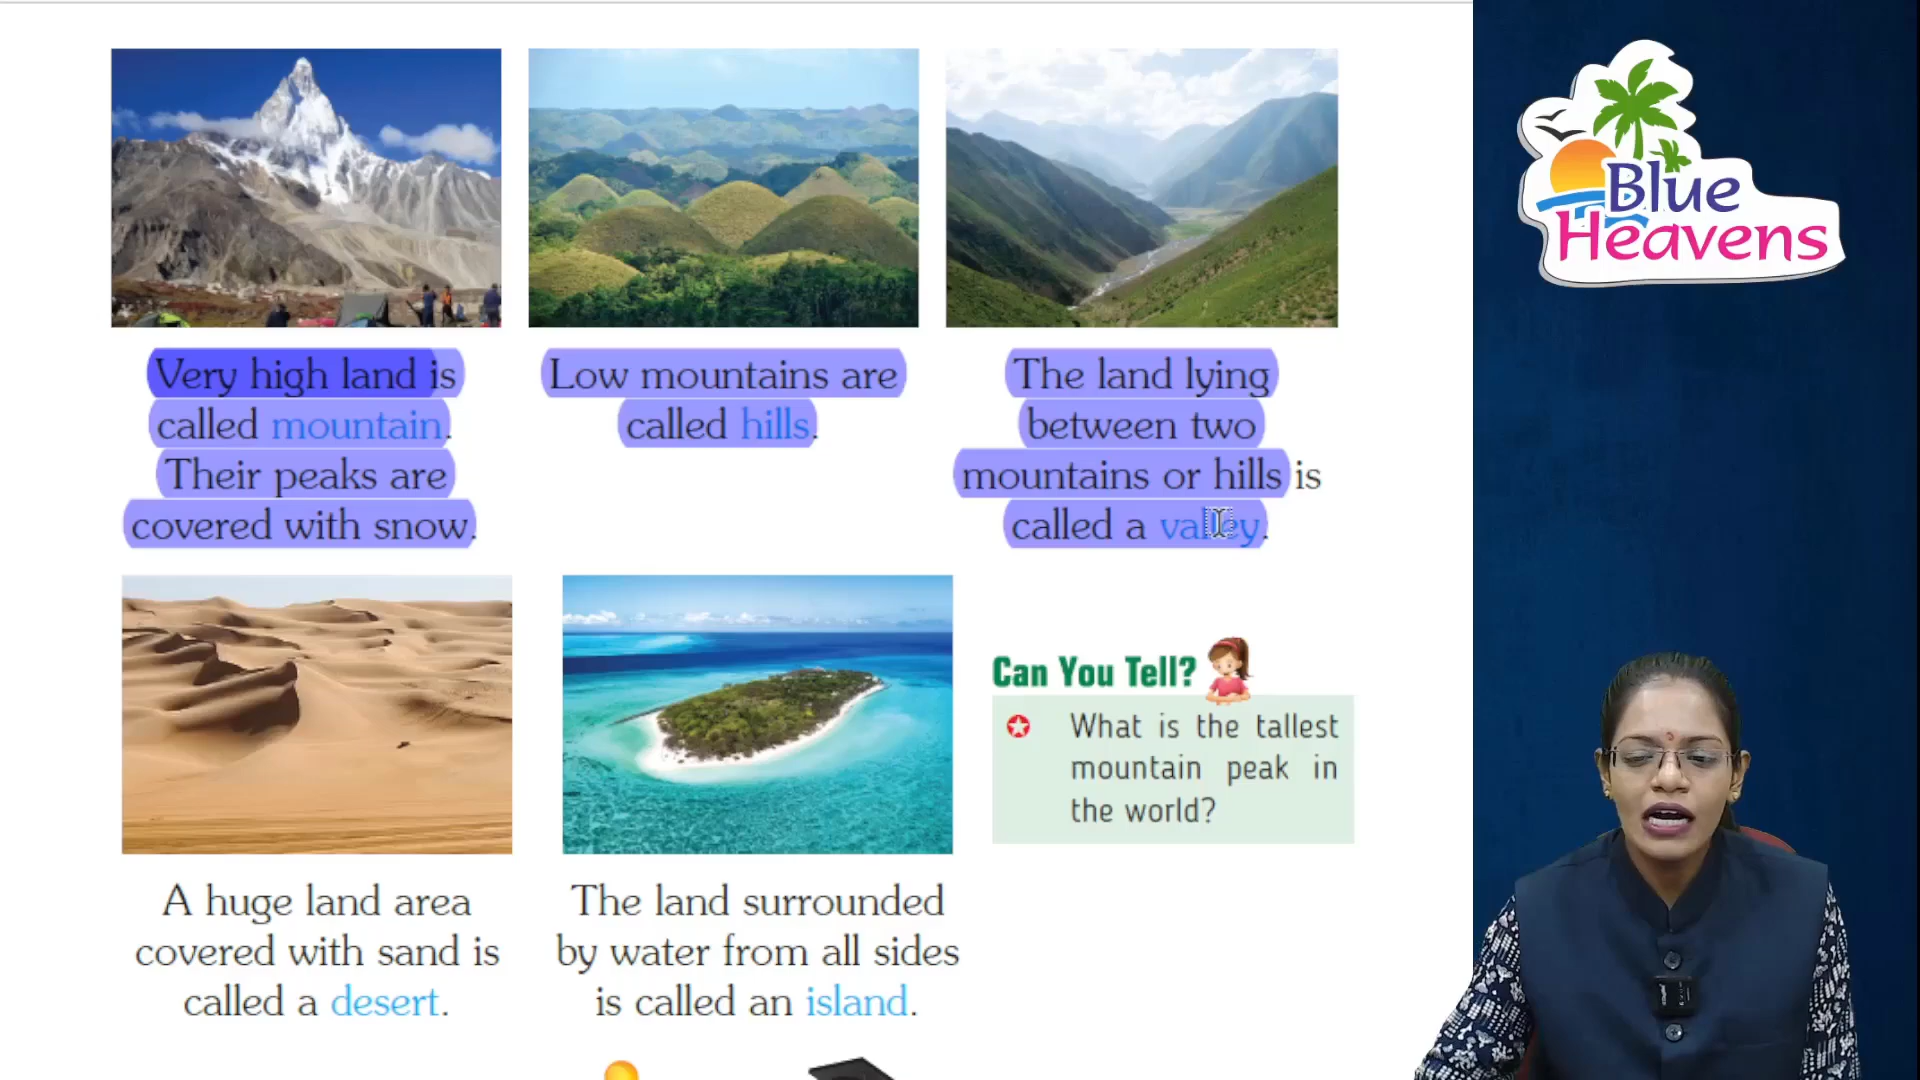 Very high land is
called mountain.
Their peaks are
covered with snow.
Low mountains are
called hills.
The land lying
between two
mountains or hills is
called a valley.
A huge land area
covered with sand is
called a desert.
The land surrounded
by water from all sides
is called an island.
Can You Tell?
What is the tallest
mountain peak in
the world?
Blue
Heavens